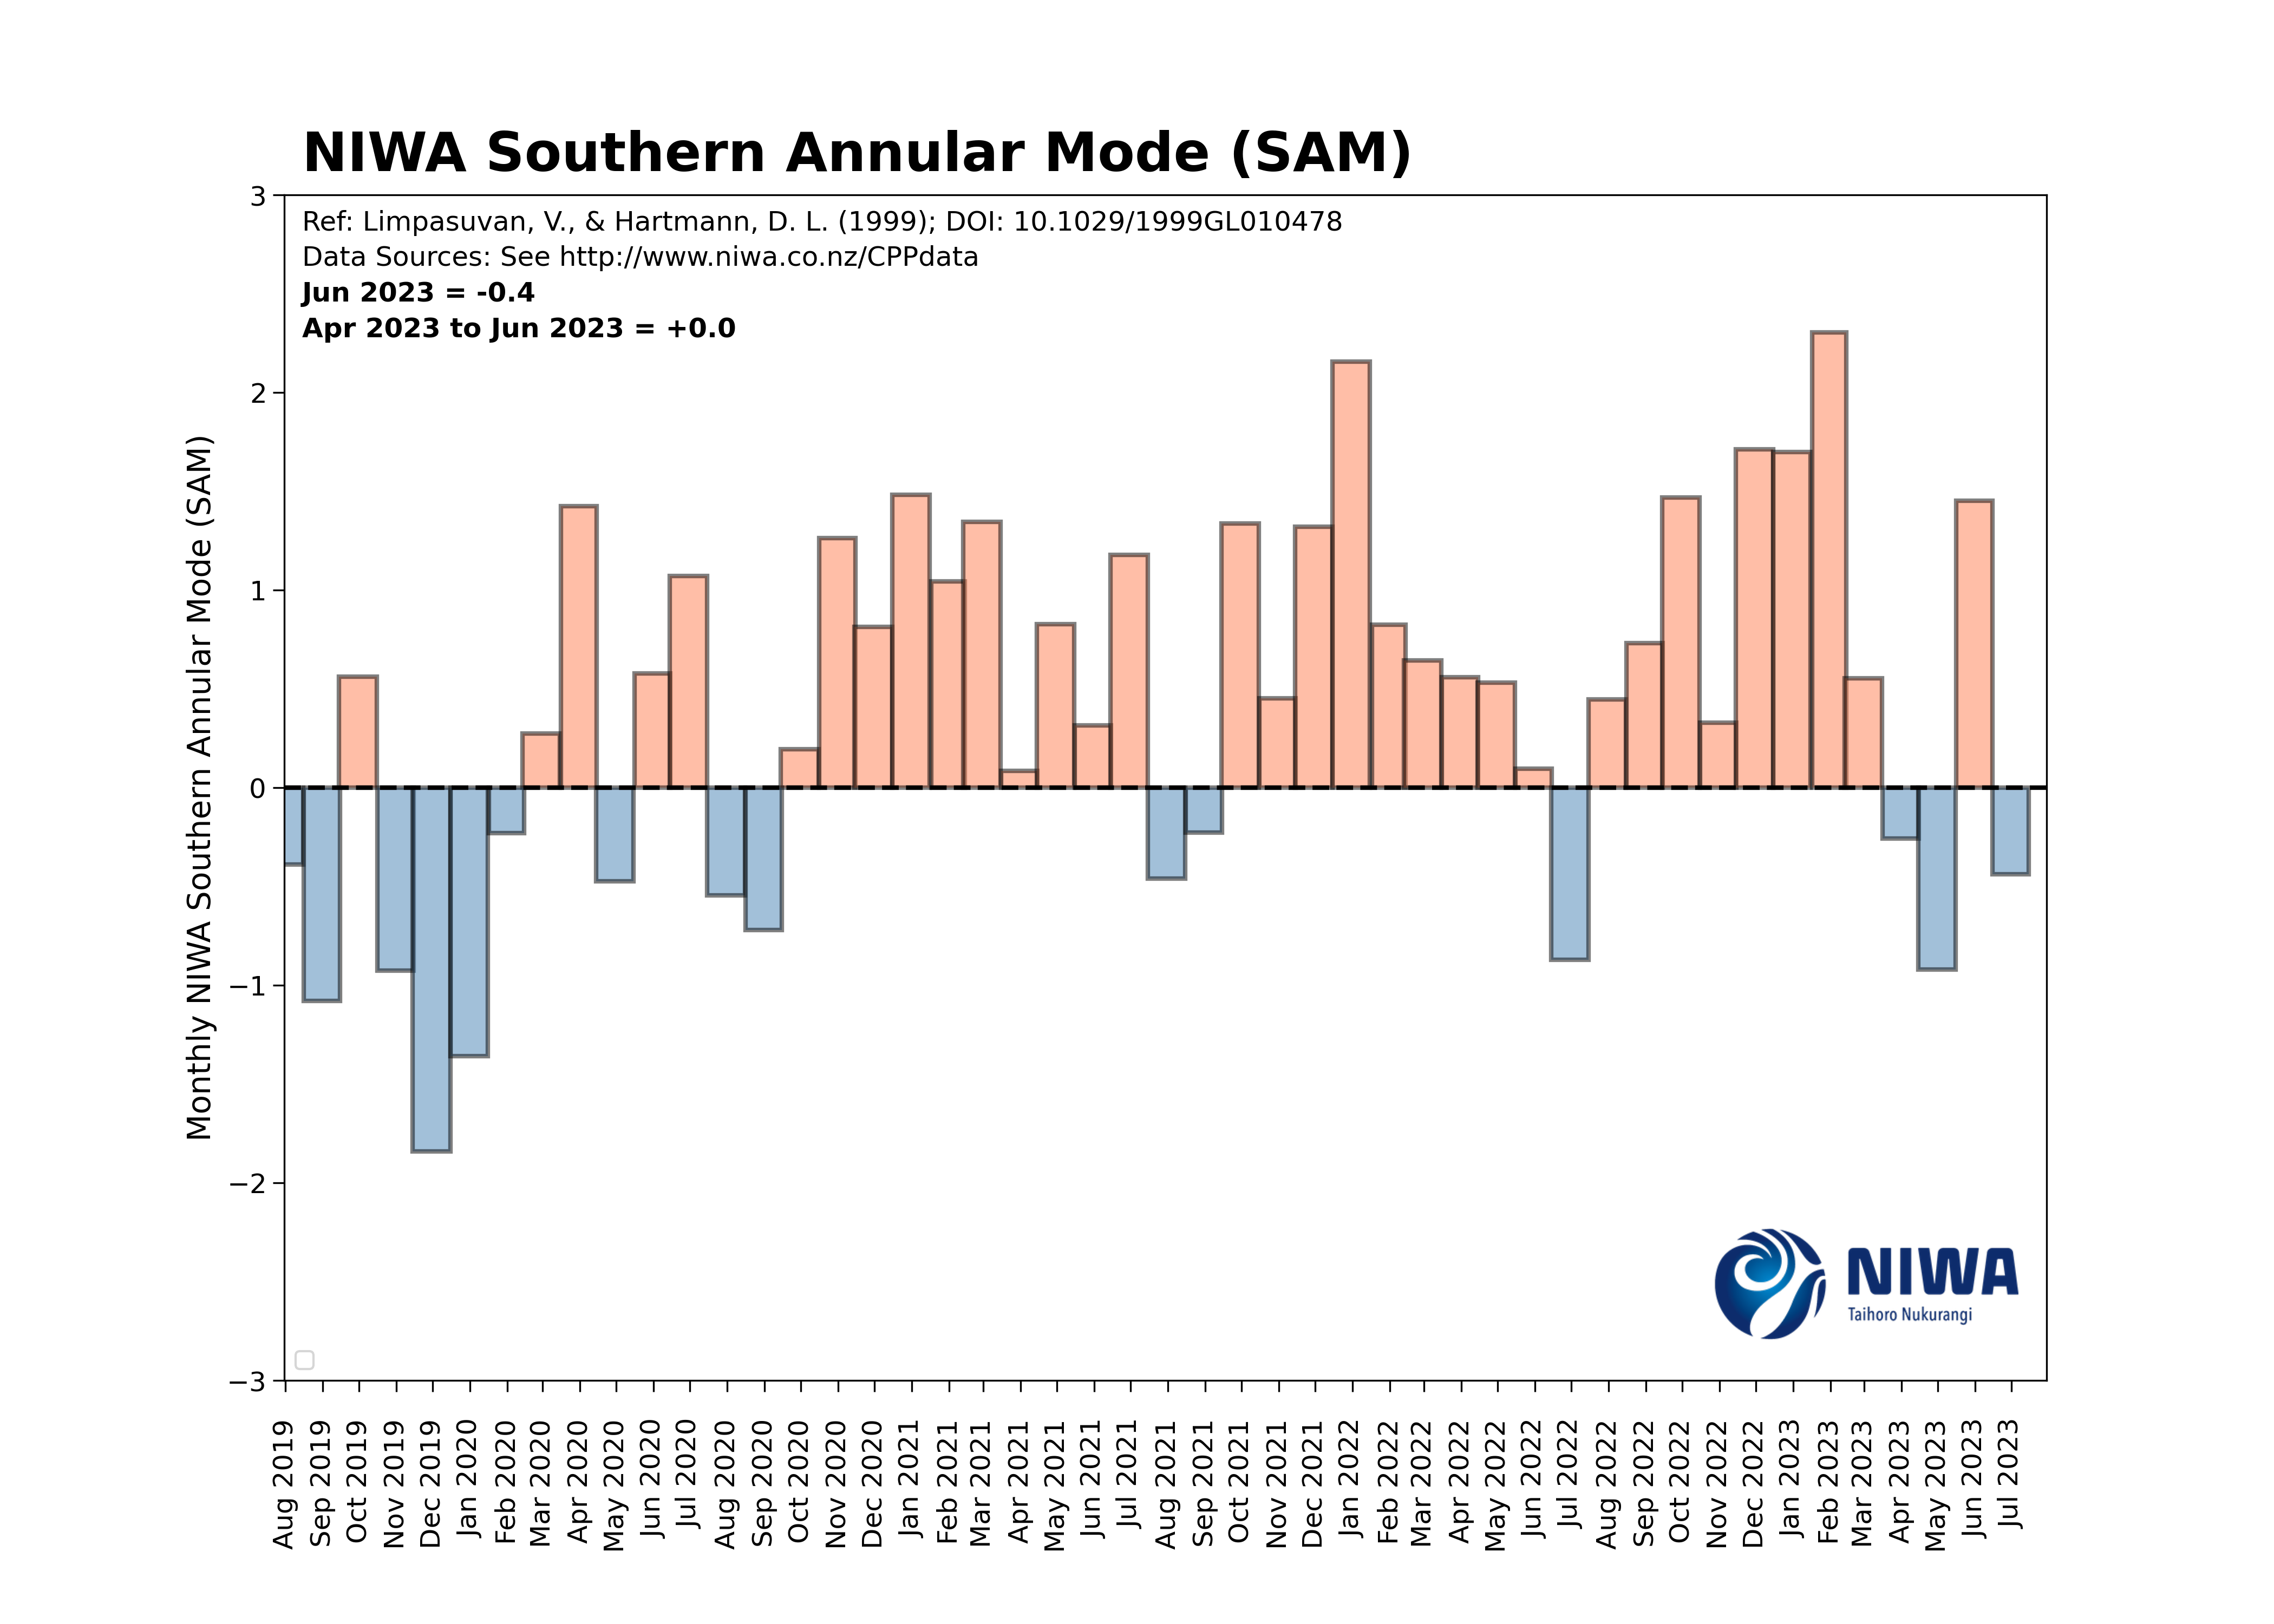 NIWA Southern Annular Mode (SAM)
Ref: Limpasuvan, V., & Hartmann, D. L. (1999); DOI: 10.1029/1999GL010478
Data Sources: See http://www.niwa.co.nz/CPPdata
Jun 2023 = -0.4
Apr 2023 to Jun 2023 = +0.0
Monthly NIWA Southern Annular Mode (SAM)
3
2
1
0
−1
−2
−3
NIWA
Taihoro Nukurangi
Aug 2019
Sep 2019
Oct 2019
Nov 2019
Dec 2019
Jan 2020
Feb 2020
Mar 2020
Apr 2020
May 2020
Jun 2020
Jul 2020
Aug 2020
Sep 2020
Oct 2020
Nov 2020
Dec 2020
Jan 2021
Feb 2021
Mar 2021
Apr 2021
May 2021
Jun 2021
Jul 2021
Aug 2021
Sep 2021
Oct 2021
Nov 2021
Dec 2021
Jan 2022
Feb 2022
Mar 2022
Apr 2022
May 2022
Jun 2022
Jul 2022
Aug 2022
Sep 2022
Oct 2022
Nov 2022
Dec 2022
Jan 2023
Feb 2023
Mar 2023
Apr 2023
May 2023
Jun 2023
Jul 2023